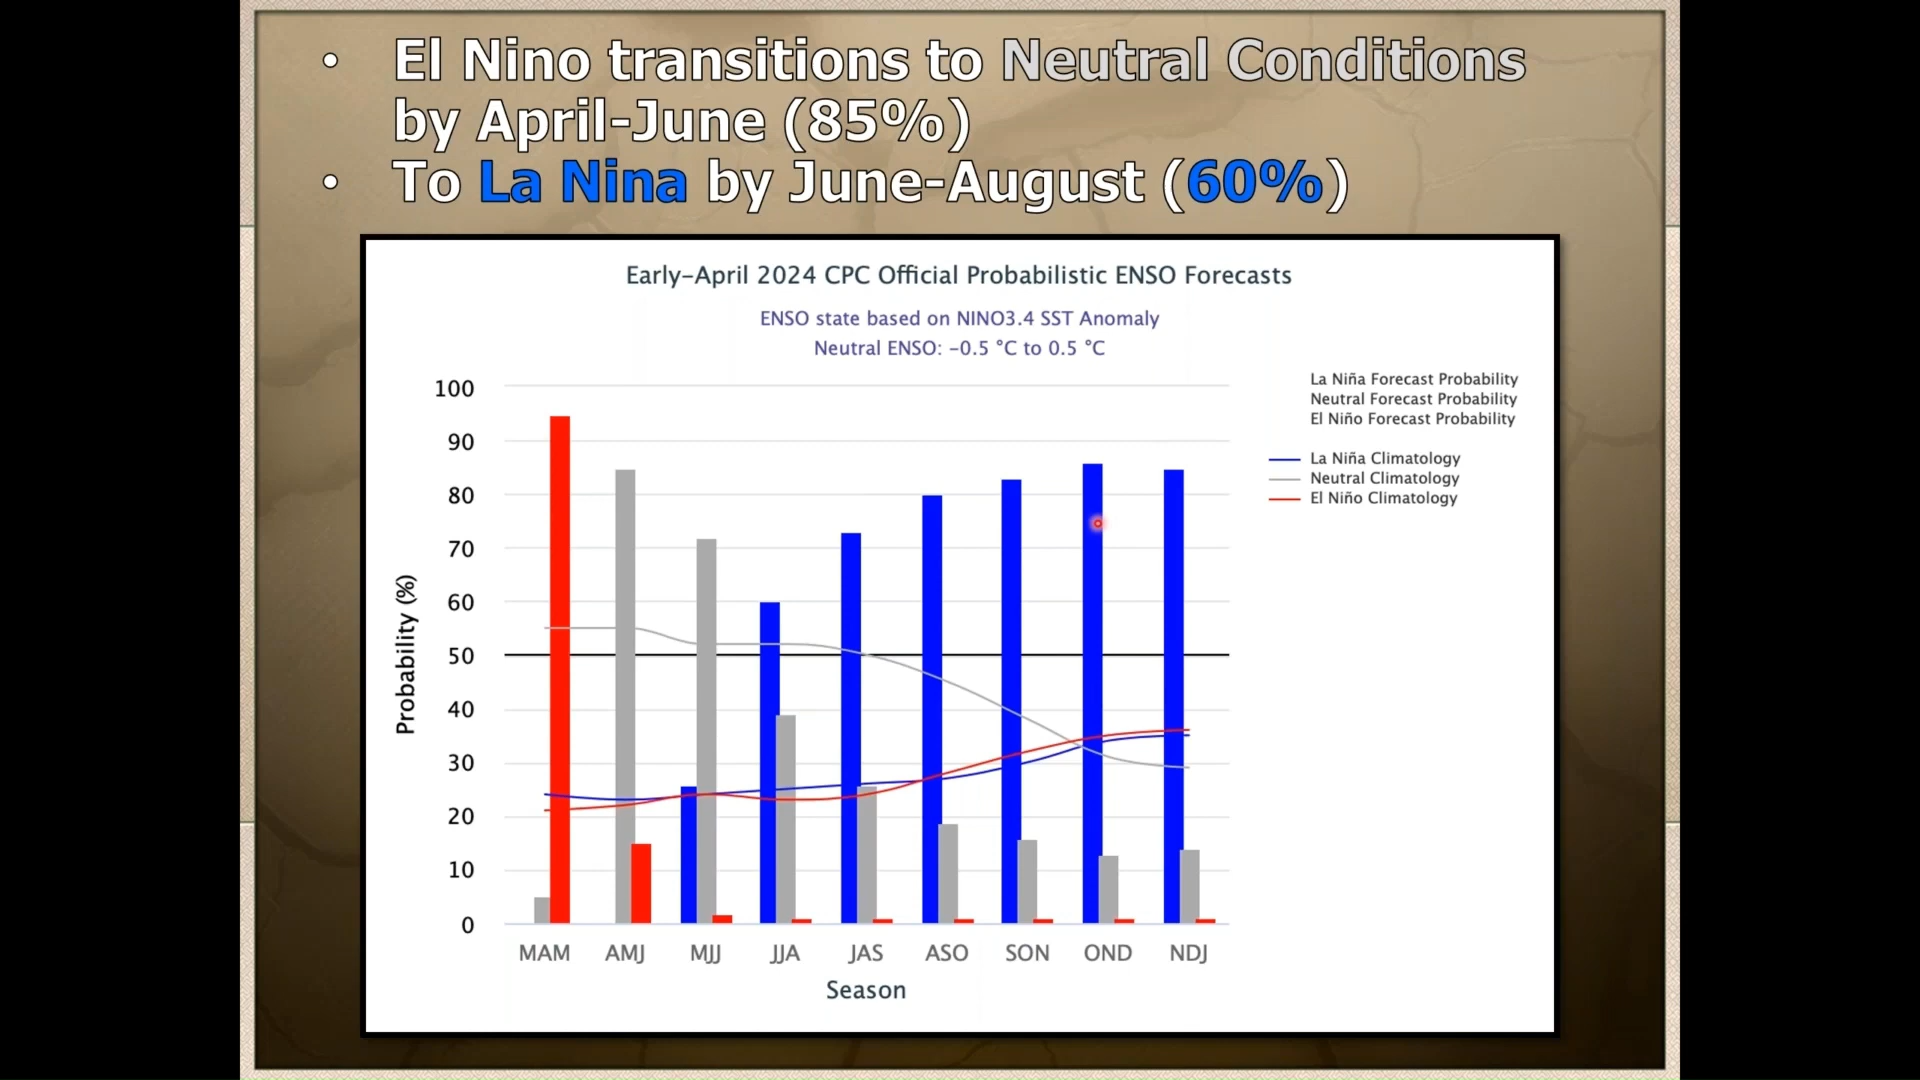 • El Nino transitions to Neutral Conditions
by April-June (85%)
• To La Nina by June-August (60%)
Early-April 2024 CPC Official Probabilistic ENSO Forecasts
ENSO state based on NINO3.4 SST Anomaly
Neutral ENSO: -0.5 °C to 0.5 °C
La Niña Forecast Probability
Neutral Forecast Probability
El Niño Forecast Probability
La Niña Climatology
Neutral Climatology
El Niño Climatology
Probability (%)
100
90
80
70
60
50
40
30
20
10
0
MAM AMJ MJJ JJA JAS ASO SON OND NDJ
Season